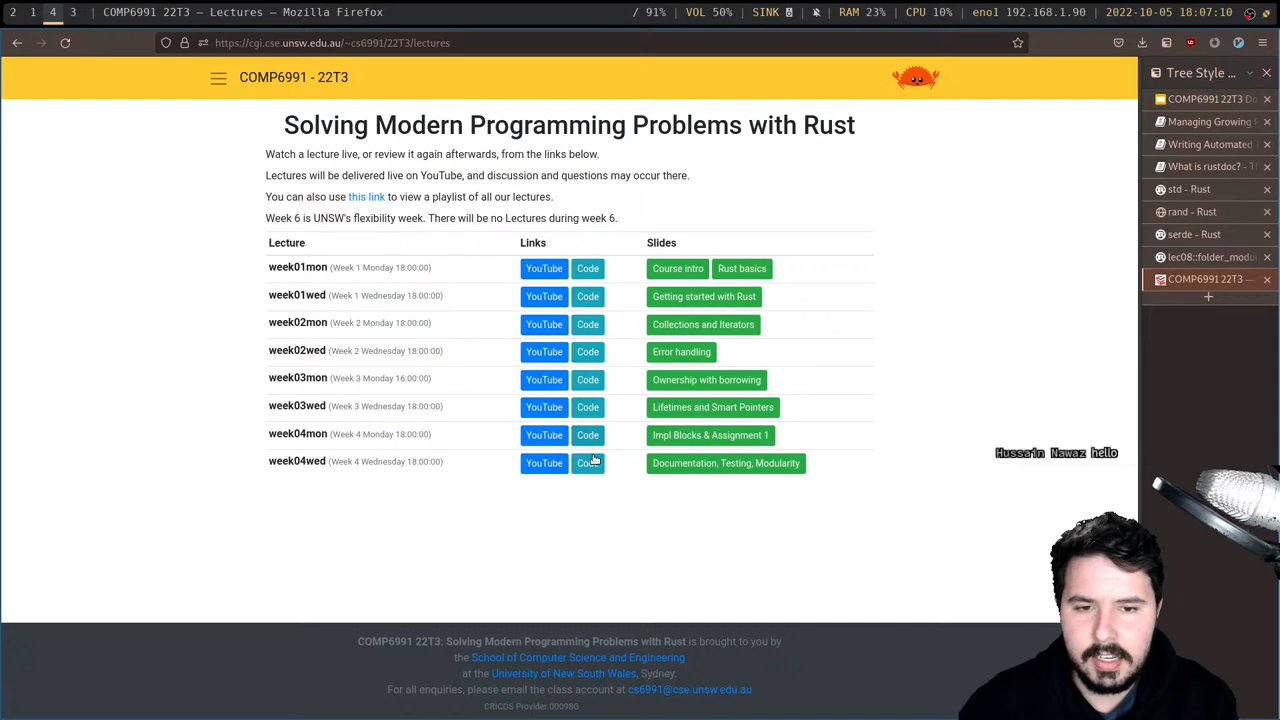 2 1 4 3 COMP6991 22T3 — Lectures — Mozilla Firefox / 91% VOL 50% SINK RAM 23% CPU 10% eno1 192.168.1.90 2022-10-05 18:07:10
https://cgi.cse.unsw.edu.au/~cs6991/22T3/lectures
COMP6991 - 22T3
Solving Modern Programming Problems with Rust
Watch a lecture live, or review it again afterwards, from the links below.
Lectures will be delivered live on YouTube, and discussion and questions may occur there.
You can also use this link to view a playlist of all our lectures.
Week 6 is UNSW's flexibility week. There will be no Lectures during week 6.
Lecture Links Slides
week01mon (Week 1 Monday 18:00:00) YouTube Code Course intro Rust basics
week01wed (Week 1 Wednesday 18:00:00) YouTube Code Getting started with Rust
week02mon (Week 2 Monday 18:00:00) YouTube Code Collections and Iterators
week02wed (Week 2 Wednesday 18:00:00) YouTube Code Error handling
week03mon (Week 3 Monday 16:00:00) YouTube Code Ownership with borrowing
week03wed (Week 3 Wednesday 18:00:00) YouTube Code Lifetimes and Smart Pointers
week04mon (Week 4 Monday 18:00:00) YouTube Code Impl Blocks & Assignment 1
week04wed (Week 4 Wednesday 18:00:00) YouTube Code Documentation, Testing, Modularity
COMP6991 22T3: Solving Modern Programming Problems with Rust is brought to you by
the School of Computer Science and Engineering
at the University of New South Wales, Sydney.
For all enquiries, please email the class account at cs6991@cse.unsw.edu.au
CRICOS Provider 00098G
Tree Style
COMP6991 22T3 Do
Managing Growing P
Writing Automated T
What is rustdoc? - T
std - Rust
rand - Rust
serde - Rust
lec08::folder_modu
COMP6991 22T3 —
Hussain Nawaz hello